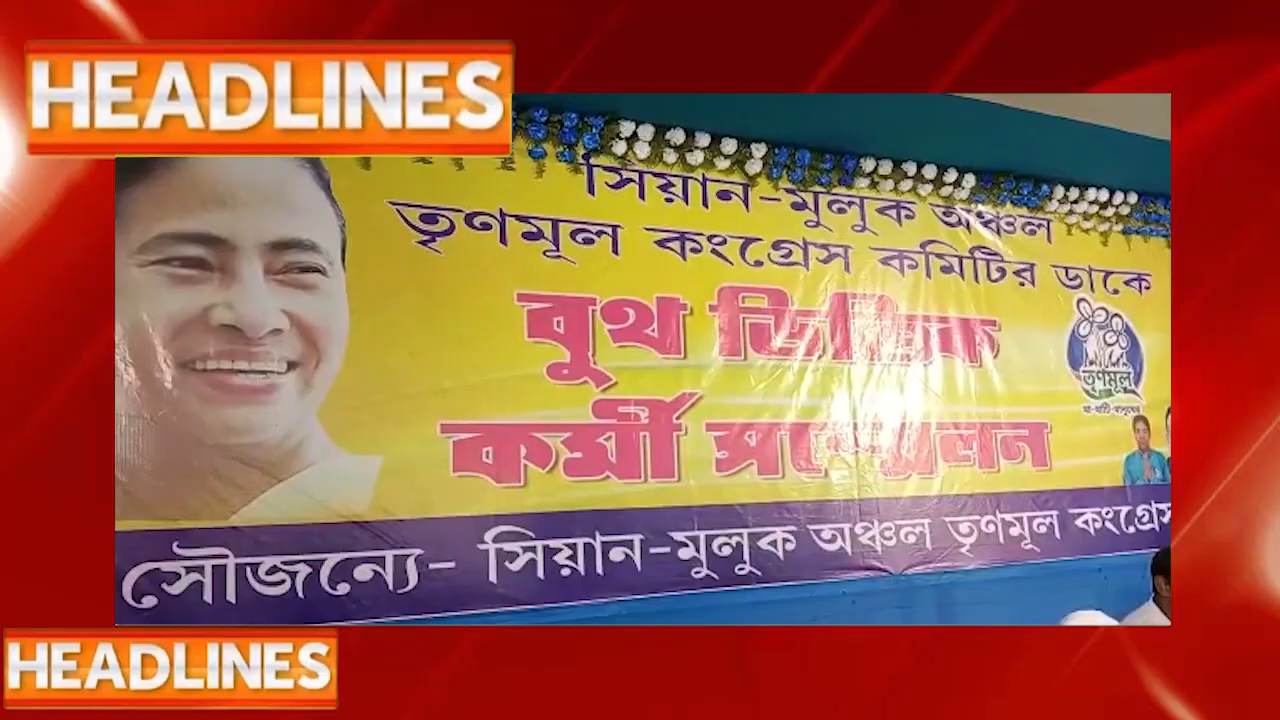 HEADLINES
সিয়ান-মুলুক অঞ্চল
তৃণমূল কংগ্রেস কমিটির ডাকে
বুথ ভিত্তিক
কর্মী সম্মেলন
তৃণমূল
মা-মাটি-মানুষের
সৌজন্যে- সিয়ান-মুলুক অঞ্চল তৃণমূল কংগ্রেস
HEADLINES